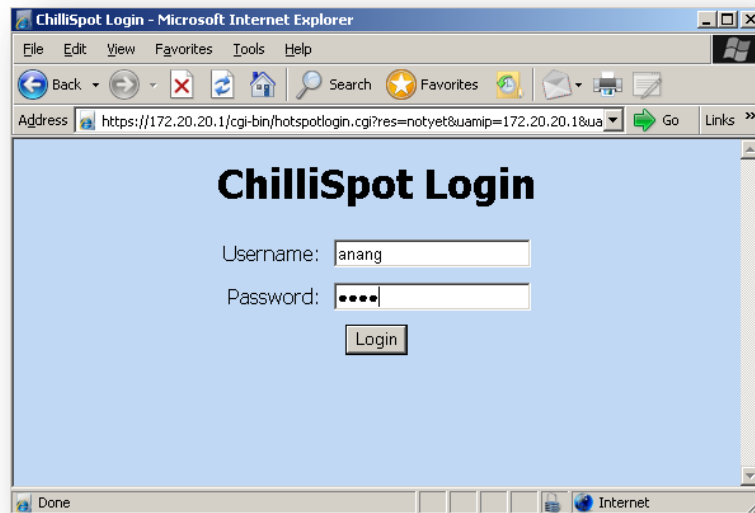 ChilliSpot Login - Microsoft Internet Explorer
File Edit View Favorites Tools Help
Back Search Favorites
Address https://172.20.20.1/cgi-bin/hotspotlogin.cgi?res=notyet&uamip=172.20.20.1&ua Go Links »
ChilliSpot Login
Username: anang
Password: ••••
Login
Done Internet